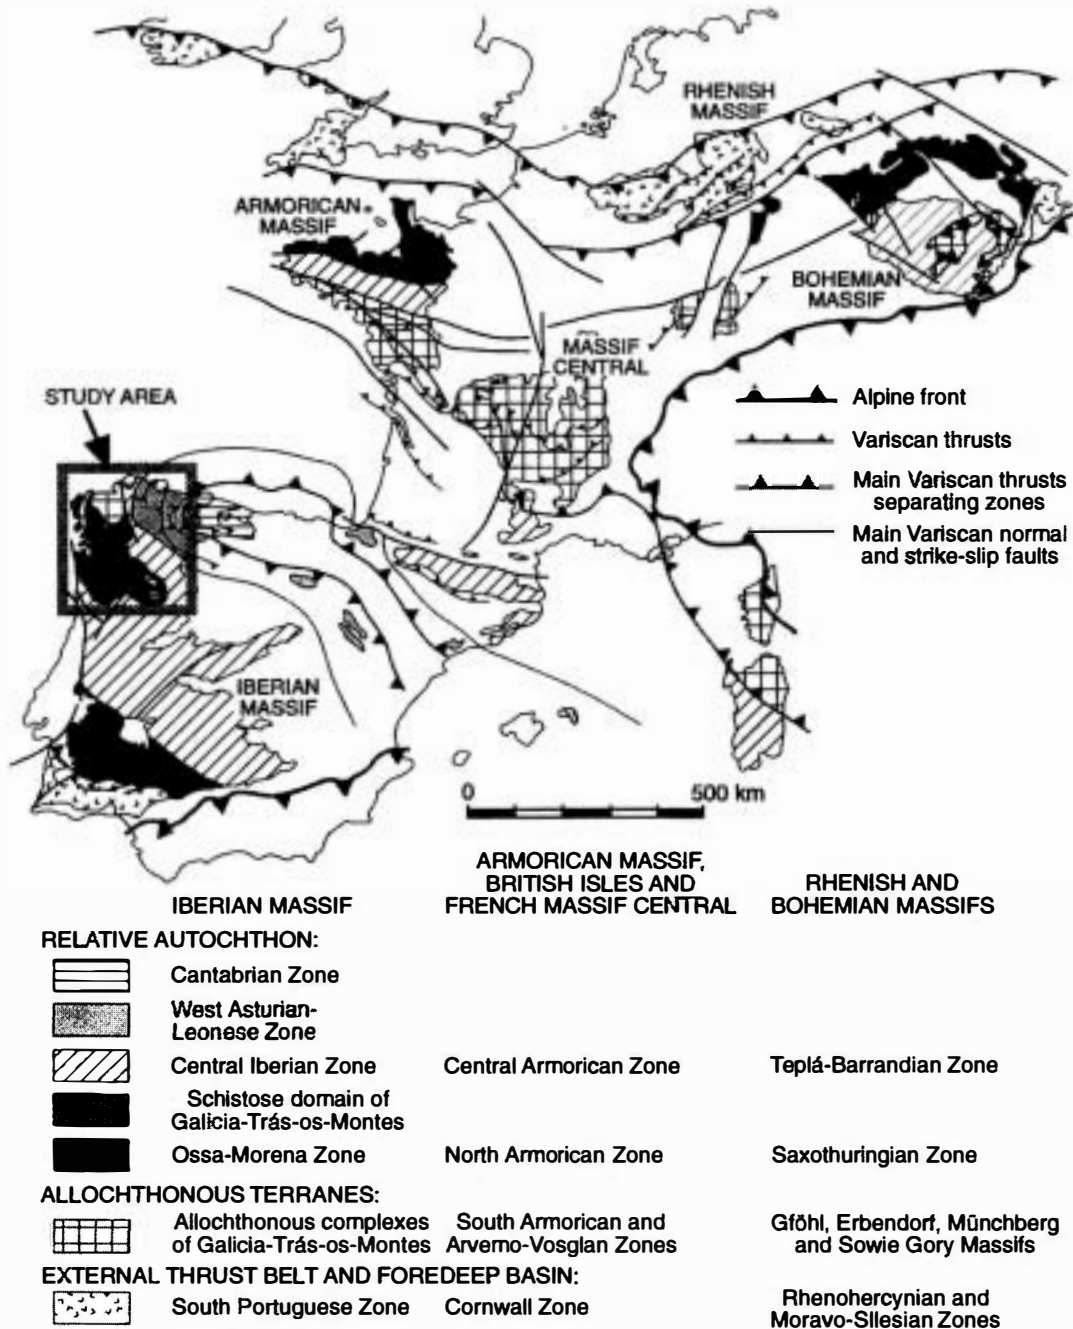 RHENISH
MASSIF
ARMORICAN
MASSIF
BOHEMIAN
MASSIF
MASSIF
CENTRAL
STUDY AREA
Alpine front
Variscan thrusts
Main Variscan thrusts
separating zones
Main Variscan normal
and strike-slip faults
IBERIAN
MASSIF
0 500 km
IBERIAN MASSIF
ARMORICAN MASSIF,
BRITISH ISLES AND
FRENCH MASSIF CENTRAL
RHENISH AND
BOHEMIAN MASSIFS
RELATIVE AUTOCHTHON:
Cantabrian Zone
West Asturian-
Leonese Zone
Central Iberian Zone Central Armorican Zone Teplá-Barrandian Zone
Schistose domain of
Galicia-Trás-os-Montes
Ossa-Morena Zone North Armorican Zone Saxothuringian Zone
ALLOCHTHONOUS TERRANES:
Allochthonous complexes
of Galicia-Trás-os-Montes
South Armorican and
Arverno-Vosgian Zones
Gföhl, Erbendorf, Münchberg
and Sowie Gory Massifs
EXTERNAL THRUST BELT AND FOREDEEP BASIN:
South Portuguese Zone Cornwall Zone
Rhenohercynian and
Moravo-Silesian Zones